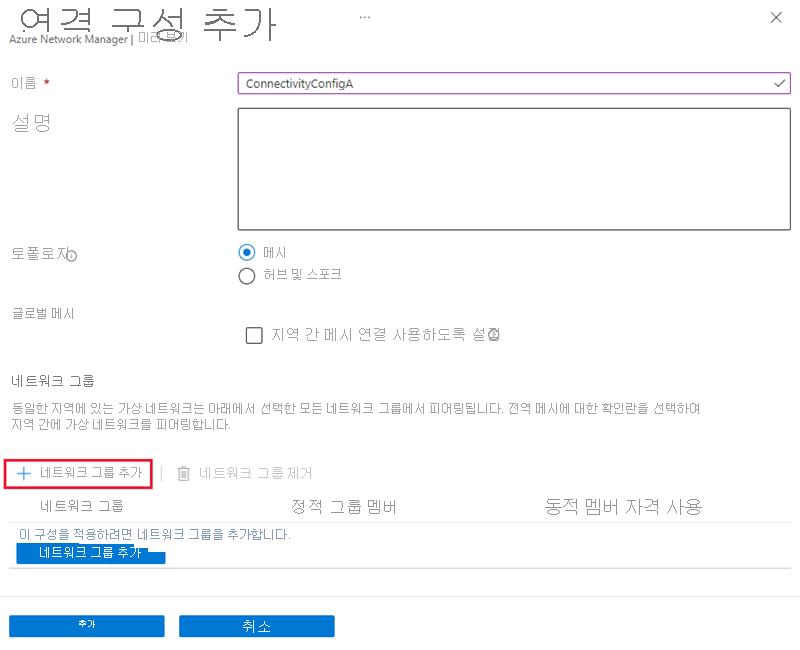 연결 구성 추가 ...
Azure Network Manager | 미리 보기
이름 *
ConnectivityConfigA
설명
토폴로지
메시
허브 및 스포크
글로벌 메시
지역 간 메시 연결 사용하도록 설정
네트워크 그룹
동일한 지역에 있는 가상 네트워크는 아래에서 선택한 모든 네트워크 그룹에서 피어링됩니다. 전역 메시에 대한 확인란을 선택하여
지역 간에 가상 네트워크를 피어링합니다.
+ 네트워크 그룹 추가 | 네트워크 그룹 제거
네트워크 그룹 정적 그룹 멤버 동적 멤버 자격 사용
이 구성을 적용하려면 네트워크 그룹을 추가합니다.
네트워크 그룹 추가
추가 취소